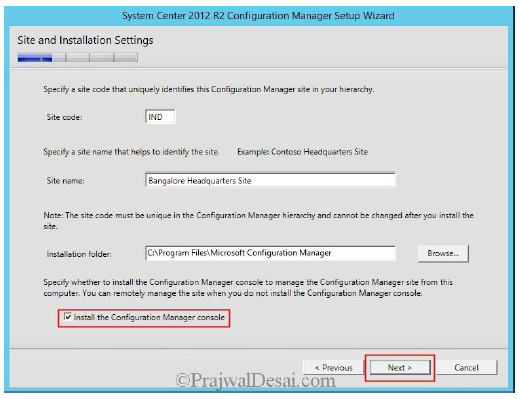 System Center 2012 R2 Configuration Manager Setup Wizard
Site and Installation Settings
Specify a site code that uniquely identifies this Configuration Manager site in your hierarchy.
Site code: IND
Specify a site name that helps to identify the site. Example: Contoso Headquarters Site
Site name: Bangalore Headquarters Site
Note: The site code must be unique in the Configuration Manager hierarchy and cannot be changed after you install the
site.
Installation folder: C:\Program Files\Microsoft Configuration Manager Browse...
Specify whether to install the Configuration Manager console to manage the Configuration Manager site from this
computer. You can remotely manage the site when you do not install the Configuration Manager console.
Install the Configuration Manager console
< Previous Next > Cancel
©PrajwalDesai.com